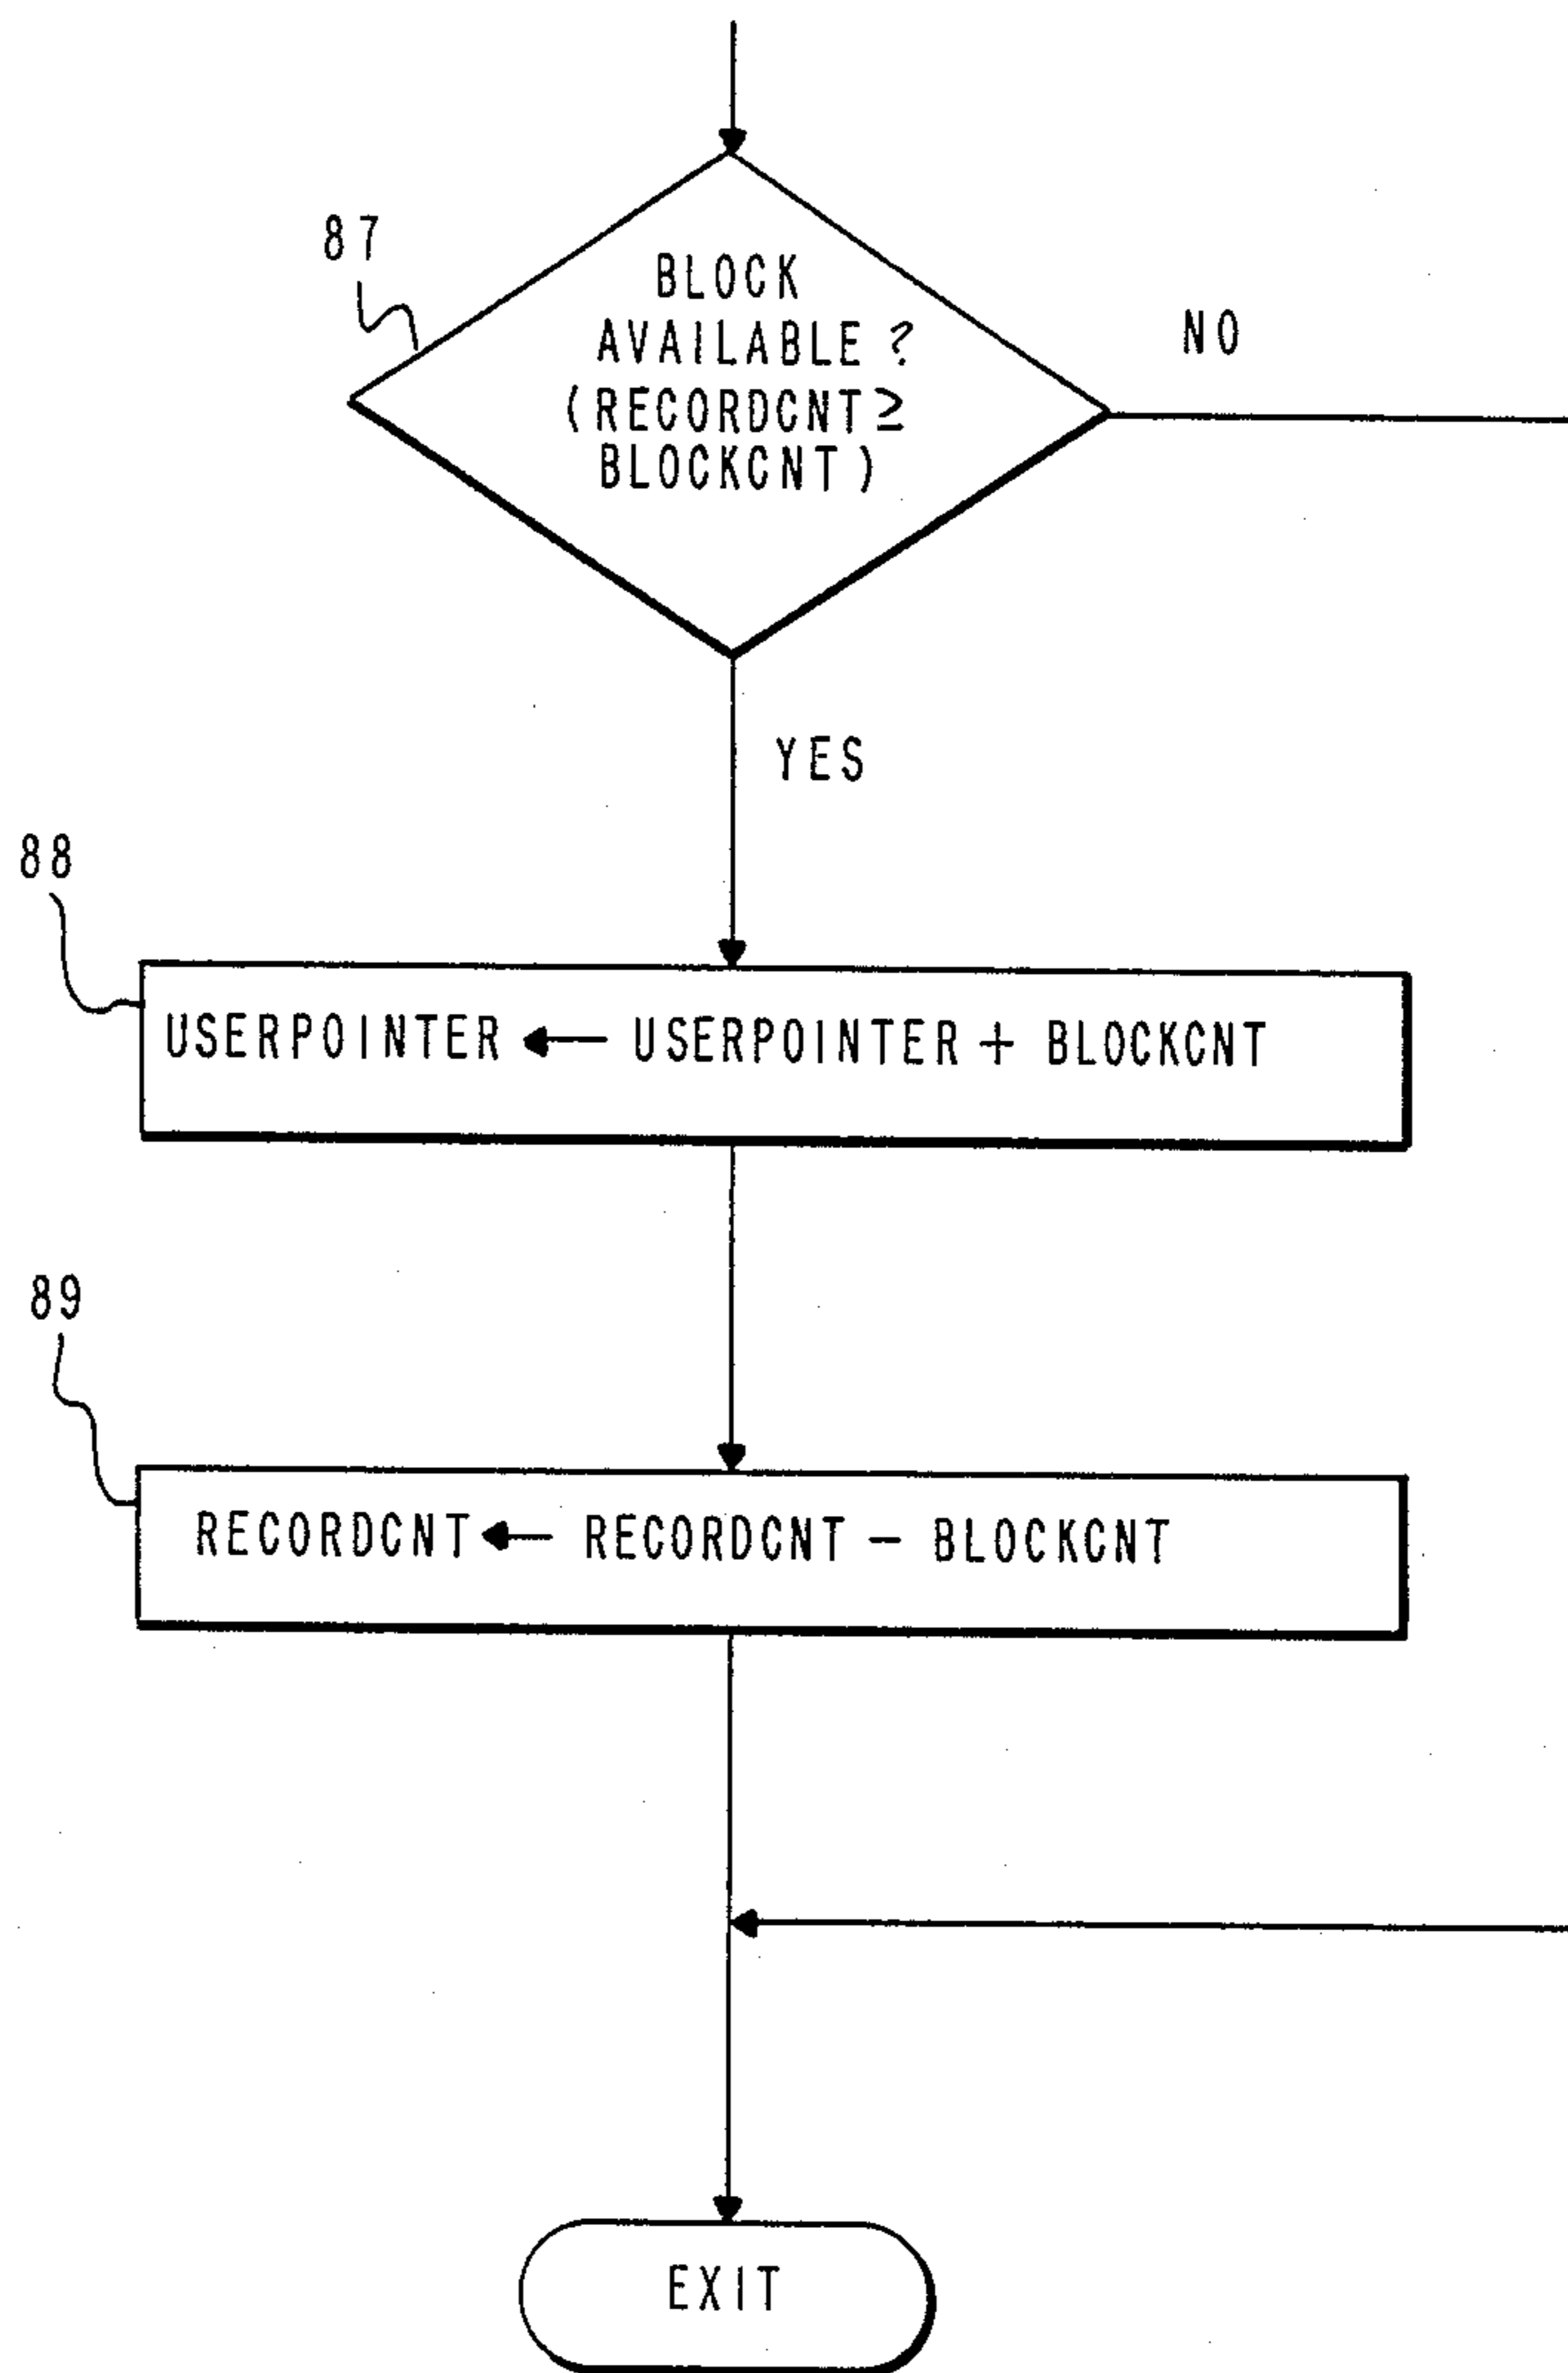 87
BLOCK
AVAILABLE ?
(RECORDCNT ≥
BLOCKCNT)
NO
YES
88
USERPOINTER ← USERPOINTER + BLOCKCNT
89
RECORDCNT ← RECORDCNT - BLOCKCNT
EXIT